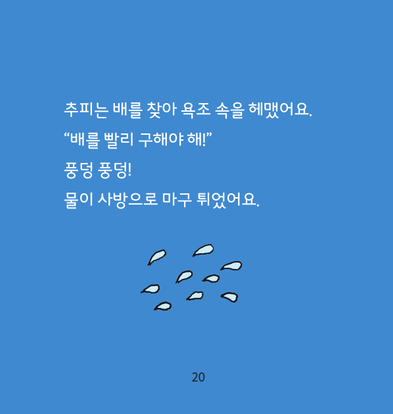 추피는 배를 찾아 욕조 속을 헤맸어요.
“배를 빨리 구해야 해!”
풍덩 풍덩!
물이 사방으로 마구 튀었어요.
20